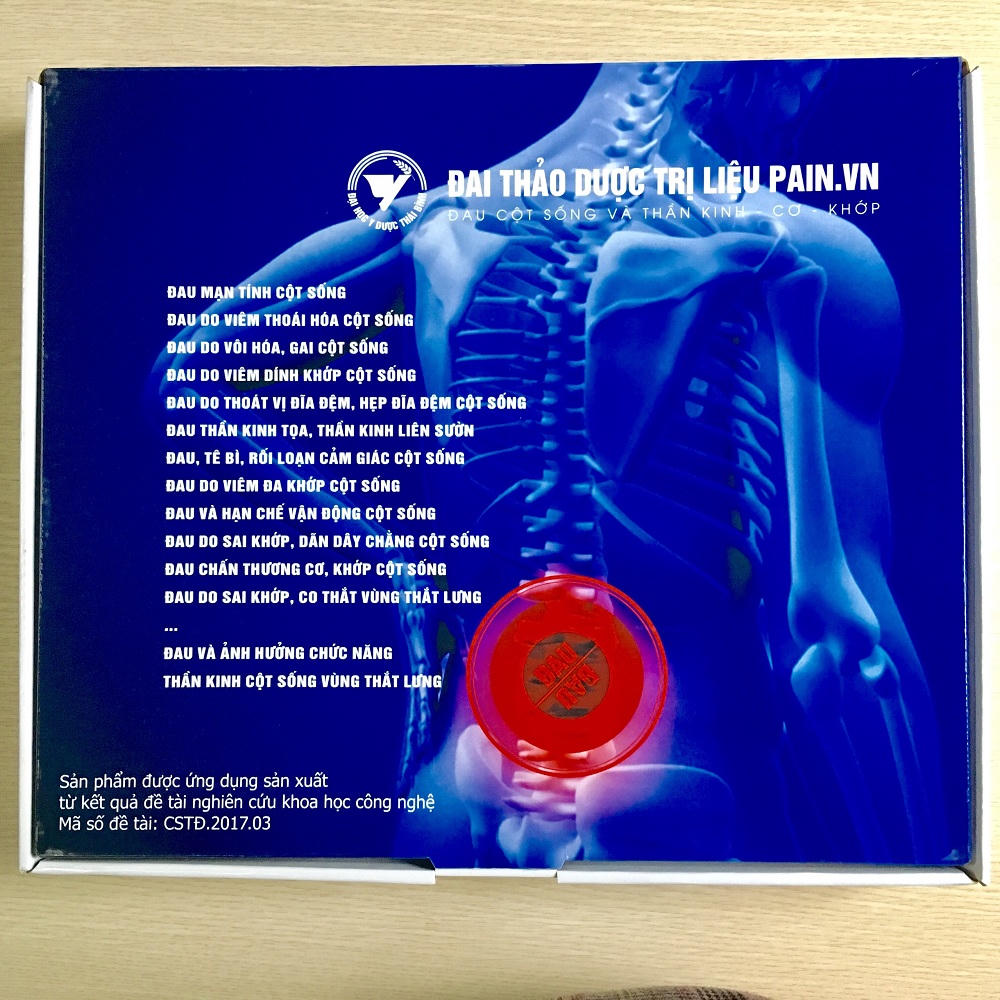 ĐẠI HỌC Y DƯỢC THÁI BÌNH
ĐAI THẢO DƯỢC TRỊ LIỆU PAIN.VN
ĐAU CỘT SỐNG VÀ THẦN KINH - CƠ - KHỚP
ĐAU MẠN TÍNH CỘT SỐNG
ĐAU DO VIÊM THOÁI HÓA CỘT SỐNG
ĐAU DO VÔI HÓA, GAI CỘT SỐNG
ĐAU DO VIÊM DÍNH KHỚP CỘT SỐNG
ĐAU DO THOÁT VỊ ĐĨA ĐỆM, HẸP ĐĨA ĐỆM CỘT SỐNG
ĐAU THẦN KINH TỌA, THẦN KINH LIÊN SƯỜN
ĐAU, TÊ BÌ, RỐI LOẠN CẢM GIÁC CỘT SỐNG
ĐAU DO VIÊM ĐA KHỚP CỘT SỐNG
ĐAU VÀ HẠN CHẾ VẬN ĐỘNG CỘT SỐNG
ĐAU DO SAI KHỚP, DÃN DÂY CHẰNG CỘT SỐNG
ĐAU CHẤN THƯƠNG CƠ, KHỚP CỘT SỐNG
ĐAU DO SAI KHỚP, CO THẮT VÙNG THẮT LƯNG
...
ĐAU VÀ ẢNH HƯỞNG CHỨC NĂNG
THẦN KINH CỘT SỐNG VÙNG THẮT LƯNG
Sản phẩm được ứng dụng sản xuất
từ kết quả đề tài nghiên cứu khoa học công nghệ
Mã số đề tài: CSTĐ.2017.03